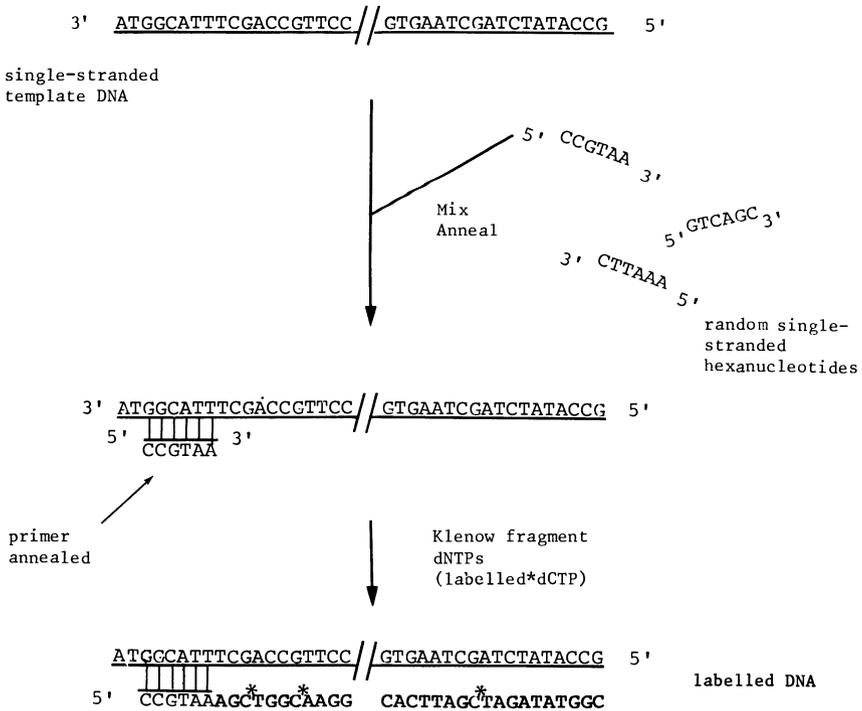 3' ATGGCATTTCGACCGTTCC // GTGAATCGATCTATACCG 5'
single-stranded
template DNA
5' CCGTAA 3'
Mix
Anneal
5' GTCAGC 3'
3' CTTAAA 5'
random single-
stranded
hexanucleotides
3' ATGGCATTTCGACCGTTCC // GTGAATCGATCTATACCG 5'
5' CCGTAA 3'
primer
annealed
Klenow fragment
dNTPs
(labelled*dCTP)
ATGGCATTTCGACCGTTCC // GTGAATCGATCTATACCG 5'
labelled DNA
* * *
5' CCGTAAAGCTGGCAAGG CACTTAGCTAGATATGGC